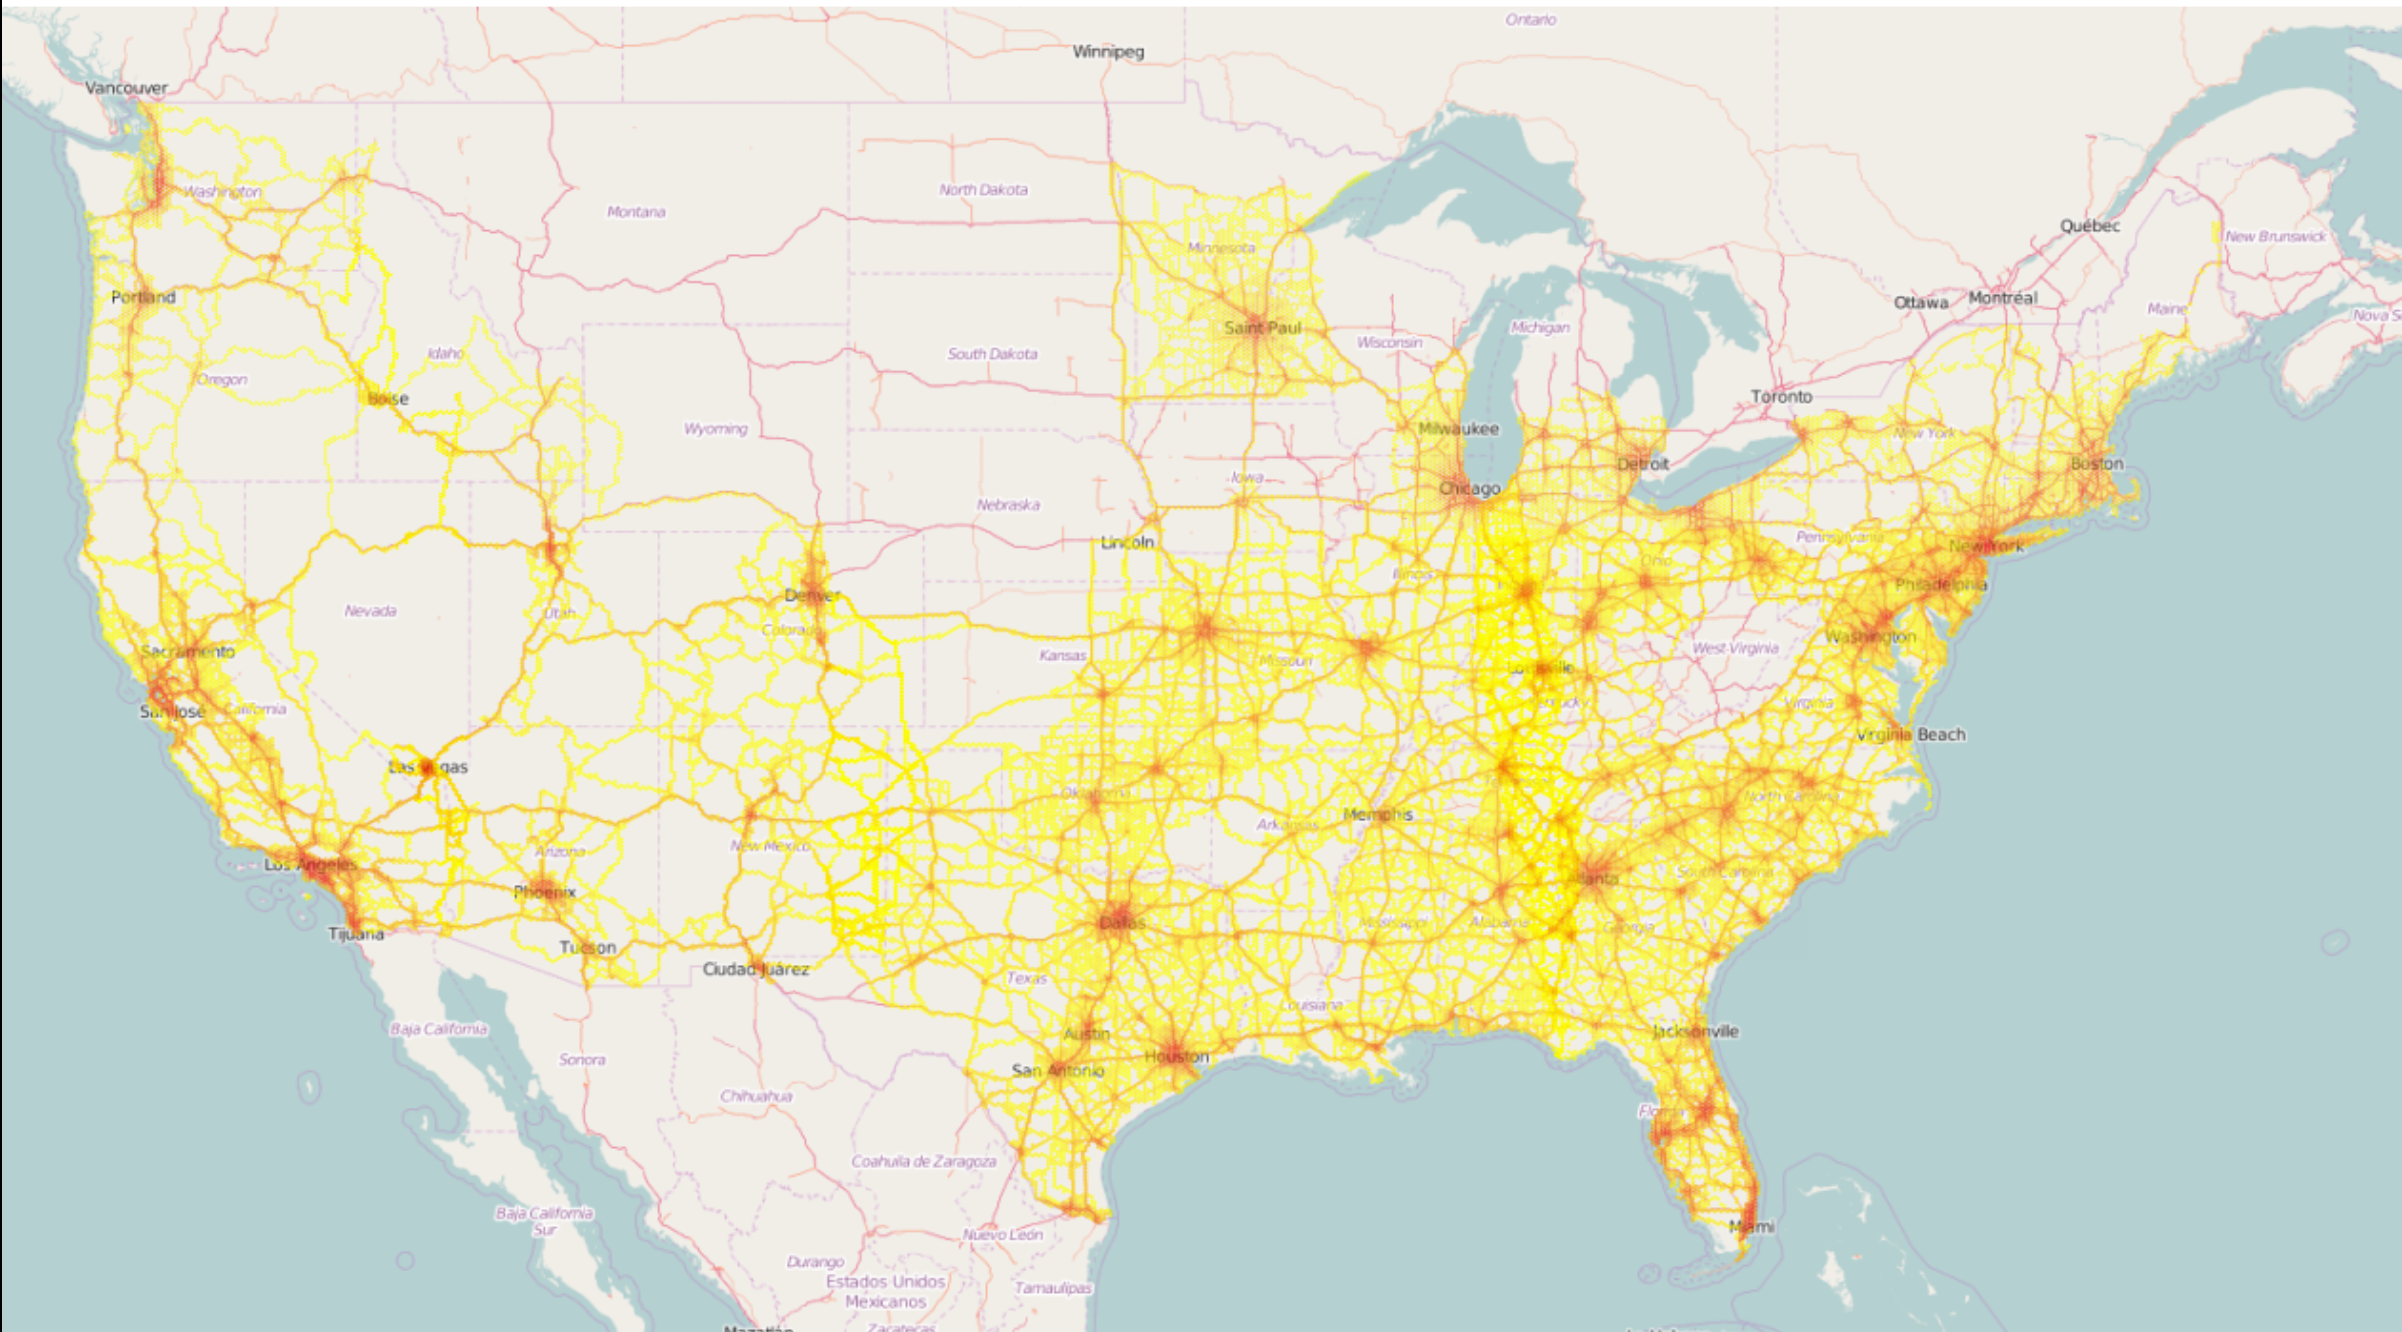 Ontario
Winnipeg
Vancouver
Washington
North Dakota
Montana
Québec
New Brunswick
Minnesota
Portland
Ottawa
Montréal
Maine
Saint Paul
Michigan
Wisconsin
Idaho
South Dakota
Oregon
Boise
Toronto
Wyoming
Milwaukee
New York
Detroit
Boston
Iowa
Chicago
Nebraska
Lincoln
Pennsylvania
New York
Ohio
Illinois
Philadelphia
Denver
Nevada
Utah
Colorado
Washington
Sacramento
Kansas
Missouri
West Virginia
Louisville
San José
California
Virginia
Virginia Beach
Las Vegas
Oklahoma
North Carolina
Memphis
Arkansas
New Mexico
Arizona
Los Angeles
Phoenix
South Carolina
Atlanta
Dallas
Mississippi
Alabama
Georgia
Tijuana
Tucson
Ciudad Juárez
Texas
Louisiana
Baja California
Austin
Jacksonville
Sonora
Houston
San Antonio
Chihuahua
Florida
Coahuila de Zaragoza
Baja California
Sur
Nuevo León
Miami
Durango
Estados Unidos
Mexicanos
Tamaulipas